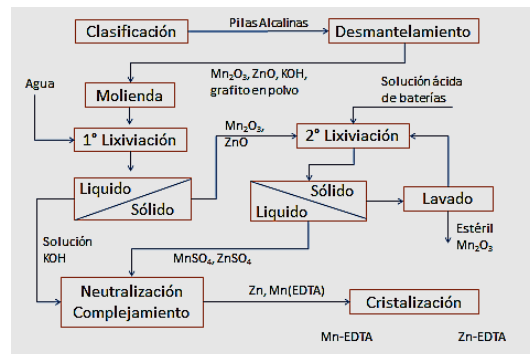 Clasificación
Pilas Alcalinas
Desmantelamiento
Mn₂O₃, ZnO, KOH,
grafito en polvo
Solución ácida
de baterías
Agua
Molienda
1° Lixiviación
Mn₂O₃,
ZnO
2° Lixiviación
Liquido
Sólido
Sólido
Liquido
Lavado
Solución
KOH
MnSO₄, ZnSO₄
Estéril
Mn₂O₃
Neutralización
Complejamiento
Zn, Mn(EDTA)
Cristalización
Mn-EDTA
Zn-EDTA